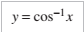 y = cos⁻¹x